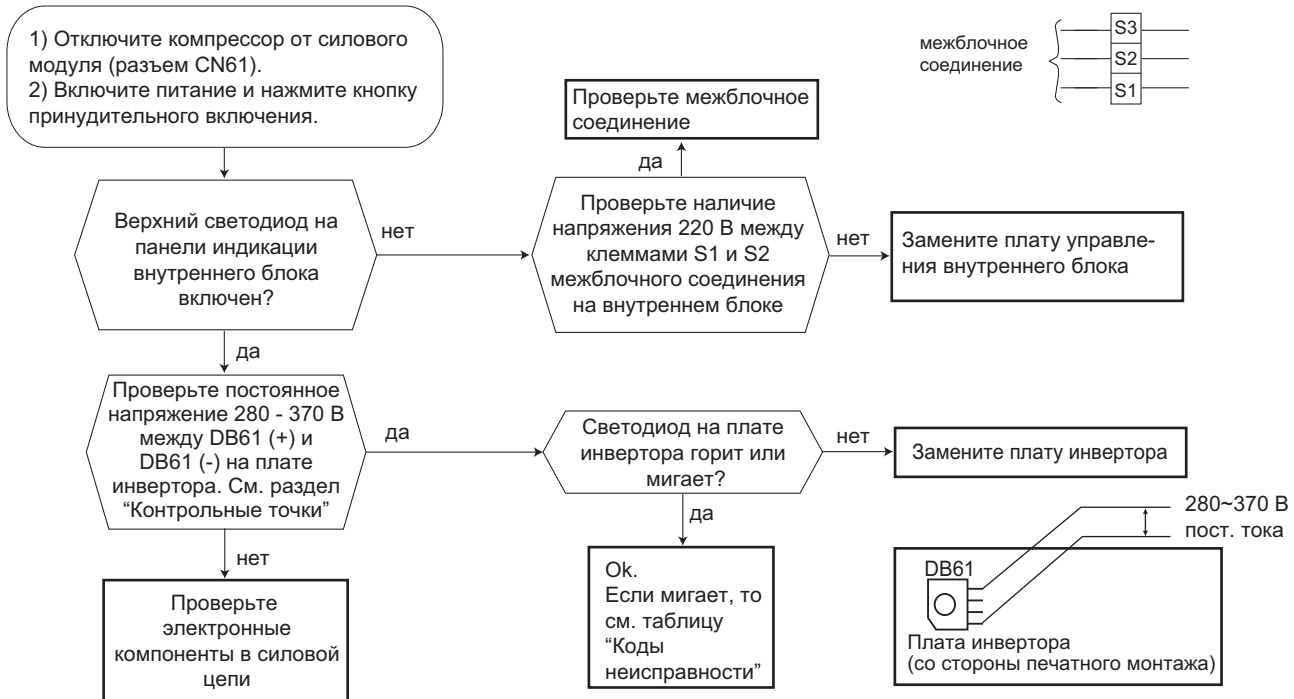 1) Отключите компрессор от силового
модуля (разъем CN61).
2) Включите питание и нажмите кнопку
принудительного включения.
межблочное
соединение
S3
S2
S1
Проверьте межблочное
соединение
да
Верхний светодиод на
панели индикации
внутреннего блока
включен?
нет
Проверьте наличие
напряжения 220 В между
клеммами S1 и S2
межблочного соединения
на внутреннем блоке
нет
Замените плату управле-
ния внутреннего блока
да
Проверьте постоянное
напряжение 280 - 370 В
между DB61 (+) и
DB61 (-) на плате
инвертора. См. раздел
“Контрольные точки”
да
Светодиод на плате
инвертора горит или
мигает?
нет
Замените плату инвертора
нет
Проверьте
электронные
компоненты в силовой
цепи
да
Ok.
Если мигает, то
см. таблицу
“Коды
неисправности”
280~370 В
пост. тока
DB61
Плата инвертора
(со стороны печатного монтажа)